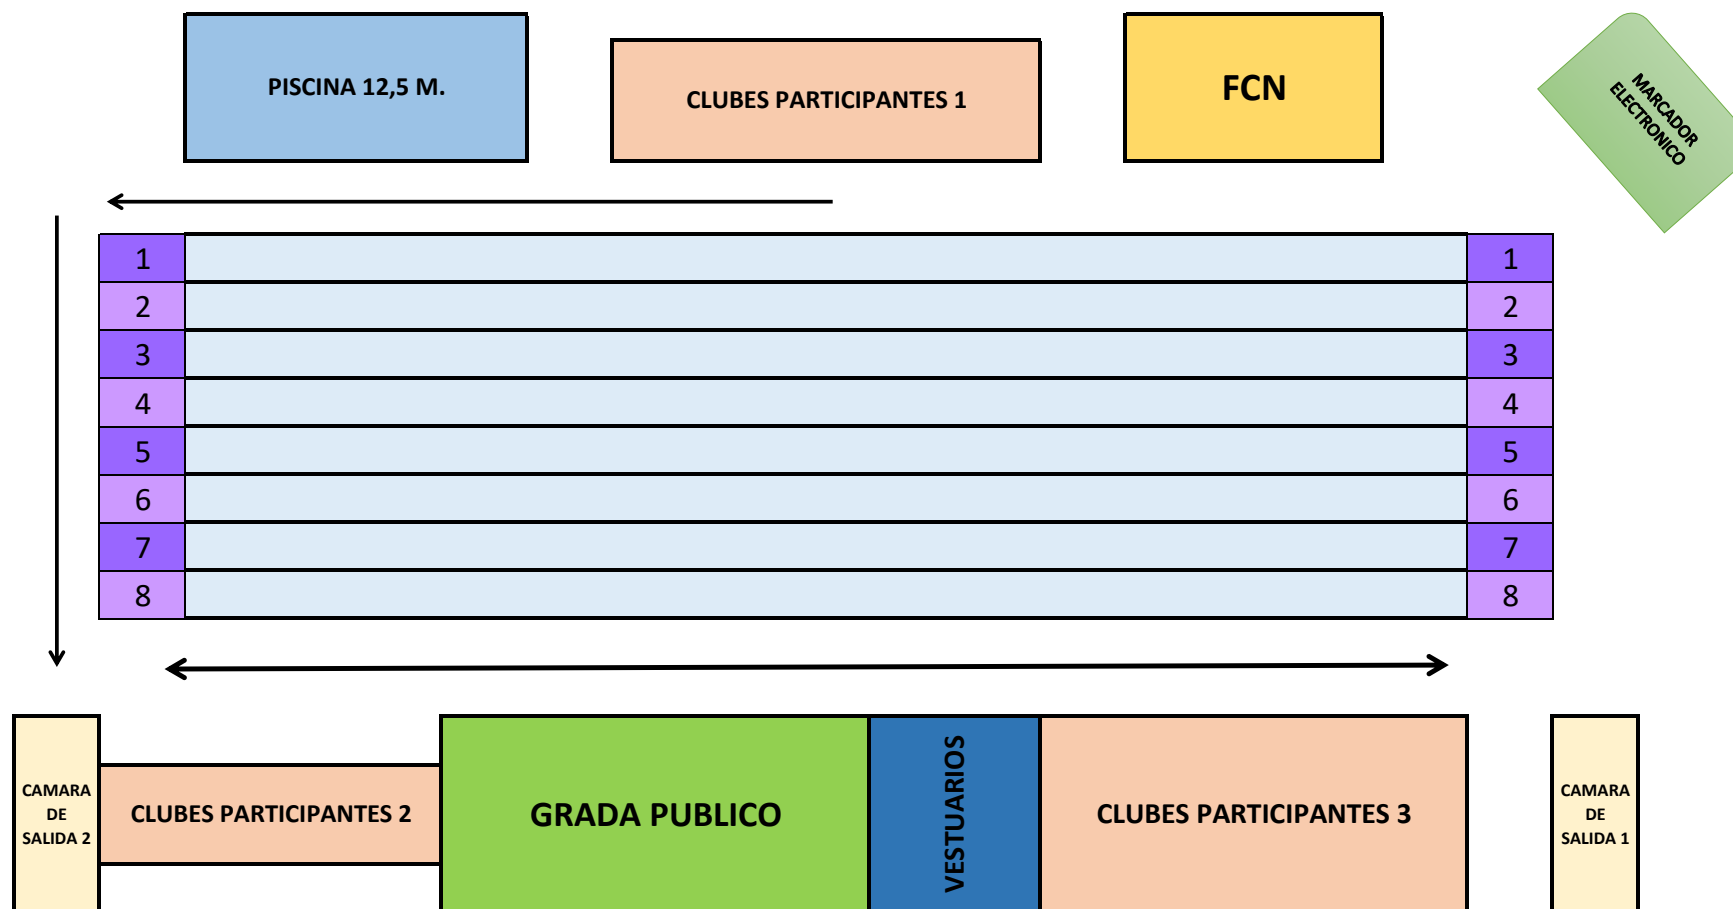 PISCINA 12,5 M.
CLUBES PARTICIPANTES 1
FCN
MARCADOR
ELECTRONICO
1
1
2
2
3
3
4
4
5
5
6
6
7
7
8
8
CAMARA
DE
SALIDA 2
CLUBES PARTICIPANTES 2
GRADA PUBLICO
VESTUARIOS
CLUBES PARTICIPANTES 3
CAMARA
DE
SALIDA 1